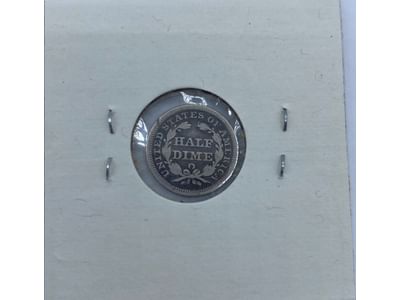 UNITED STATES OF AMERICA
HALF
DIME
O